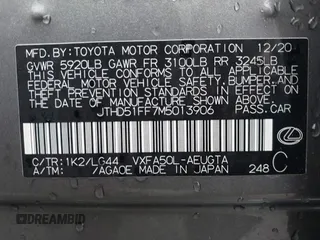 MFD.BY: TOYOTA MOTOR CORPORATION 12/20
GVWR 5920LB GAWR FR 3100LB RR 3245LB
THIS VEHICLE CONFORMS TO ALL APPLICABLE
FEDERAL MOTOR VEHICLE SAFETY, BUMPER, AND
THEFT PREVENTION STANDARDS IN EFFECT ON
THE DATE OF MANUFACTURE SHOWN ABOVE.
JTHD51FF7M5013906 PASS.CAR
C/TR:1K2/LG44 VXFA50L-AEUGTA
A/TM: /AGA0E MADE IN JAPAN 248 C
DREAMBID